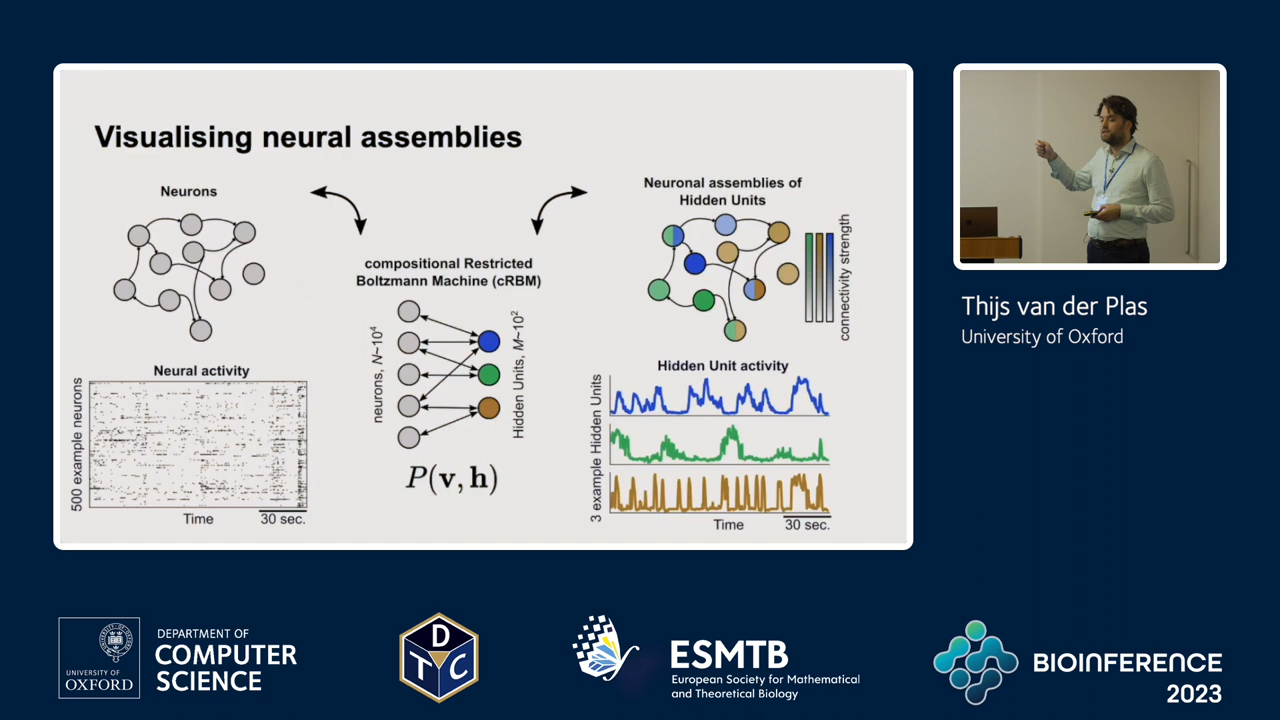 Visualising neural assemblies
Neurons
Neural activity
500 example neurons
Time
30 sec.
compositional Restricted
Boltzmann Machine (cRBM)
neurons, N~10⁴
Hidden Units, M~10²
P(v, h)
Neuronal assemblies of
Hidden Units
connectivity strength
Hidden Unit activity
3 example Hidden Units
Time
30 sec.
Thijs van der Plas
University of Oxford
UNIVERSITY OF
OXFORD
DEPARTMENT OF
COMPUTER
SCIENCE
D
T C
ESMTB
European Society for Mathematical
and Theoretical Biology
BIOINFERENCE
2023